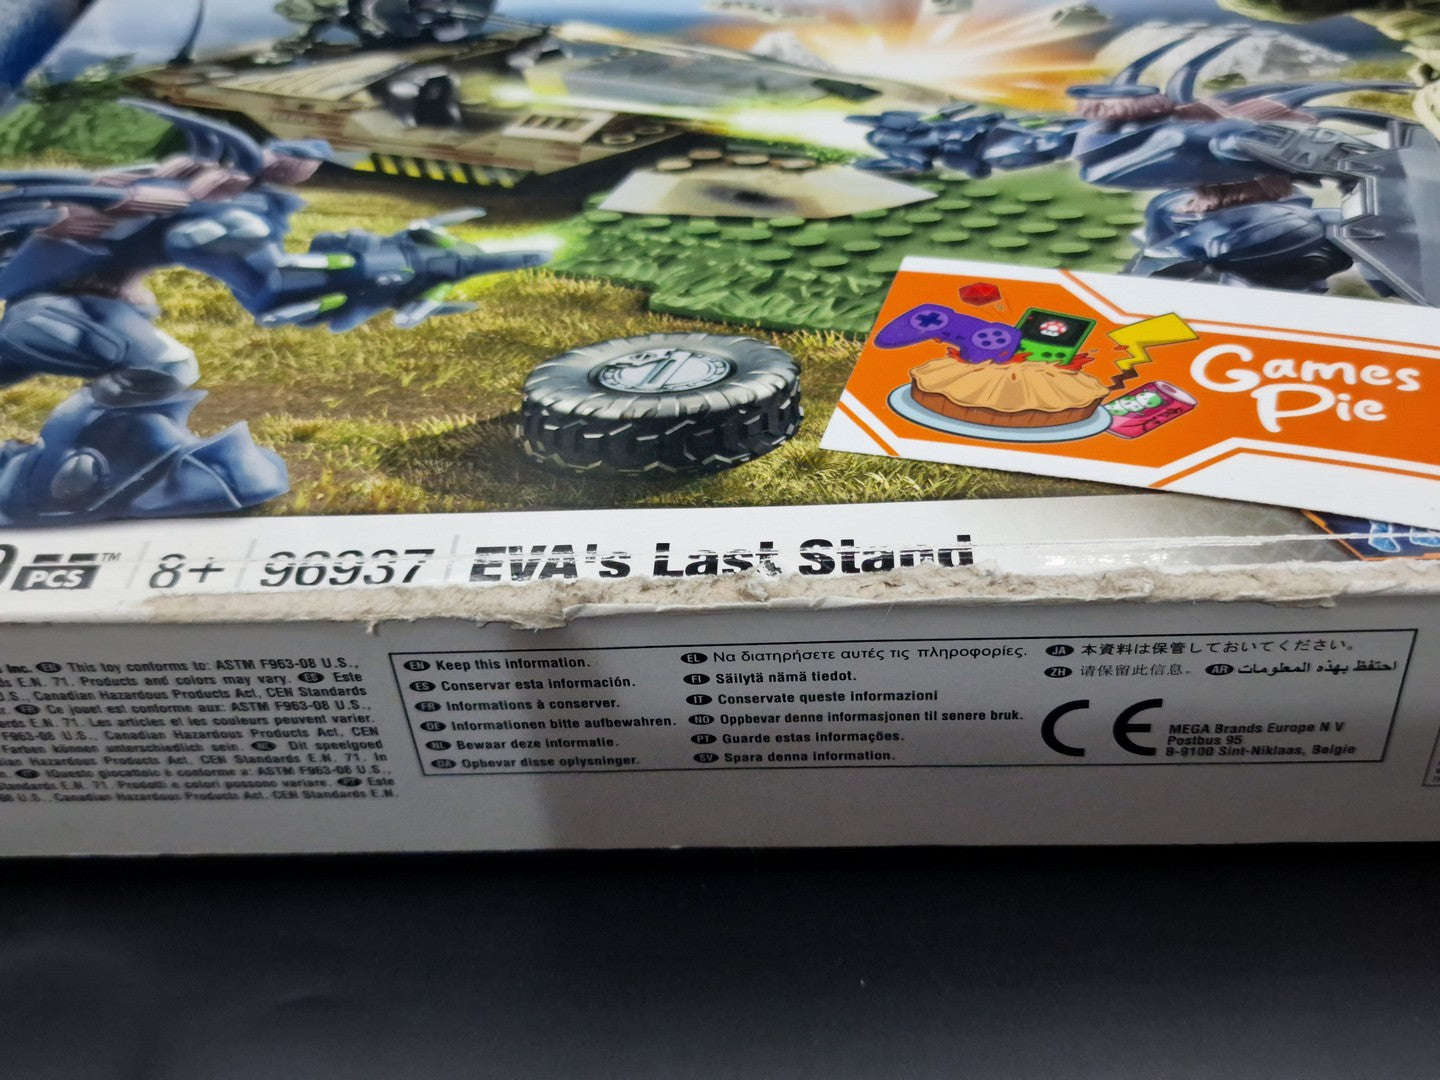 Games
Pie
PCS™ 8+ 96937 EVA's Last Stand
Inc. EN This toy conforms to: ASTM F963-08 U.S.,
E.N. 71. Products and colors may vary. ES Este
U.S., Canadian Hazardous Products Act, CEN Standards
FR Ce jouet est conforme aux: ASTM F963-08 U.S.,
E.N. 71. Les articles et les couleurs peuvent varier.
F963-08 U.S., Canadian Hazardous Products Act, CEN
Farben können unterschiedlich sein. NL Dit speelgoed
Canadian Hazardous Products Act, CEN Standards E.N. 71. In
IT !Questo giocattolo è conforme a: ASTM F963-08 U.S.,
Standards E.N. 71. Prodotti e colori possono variare. PT Este
U.S., Canadian Hazardous Products Act, CEN Standards E.N.
EN Keep this information.
ES Conservar esta información.
FR Informations à conserver.
DE Informationen bitte aufbewahren.
NL Bewaar deze informatie.
DA Opbevar disse oplysninger.
EL Να διατηρήσετε αυτές τις πληροφορίες.
FI Säilytä nämä tiedot.
IT Conservate queste informazioni
NO Oppbevar denne informasjonen til senere bruk.
PT Guarde estas informações.
SV Spara denna information.
JA 本資料は保管しておいてください。
ZH 请保留此信息。 AR احتفظ بهذه المعلومات
CE
MEGA Brands Europe N V
Postbus 95
B-9100 Sint-Niklaas, Belgie